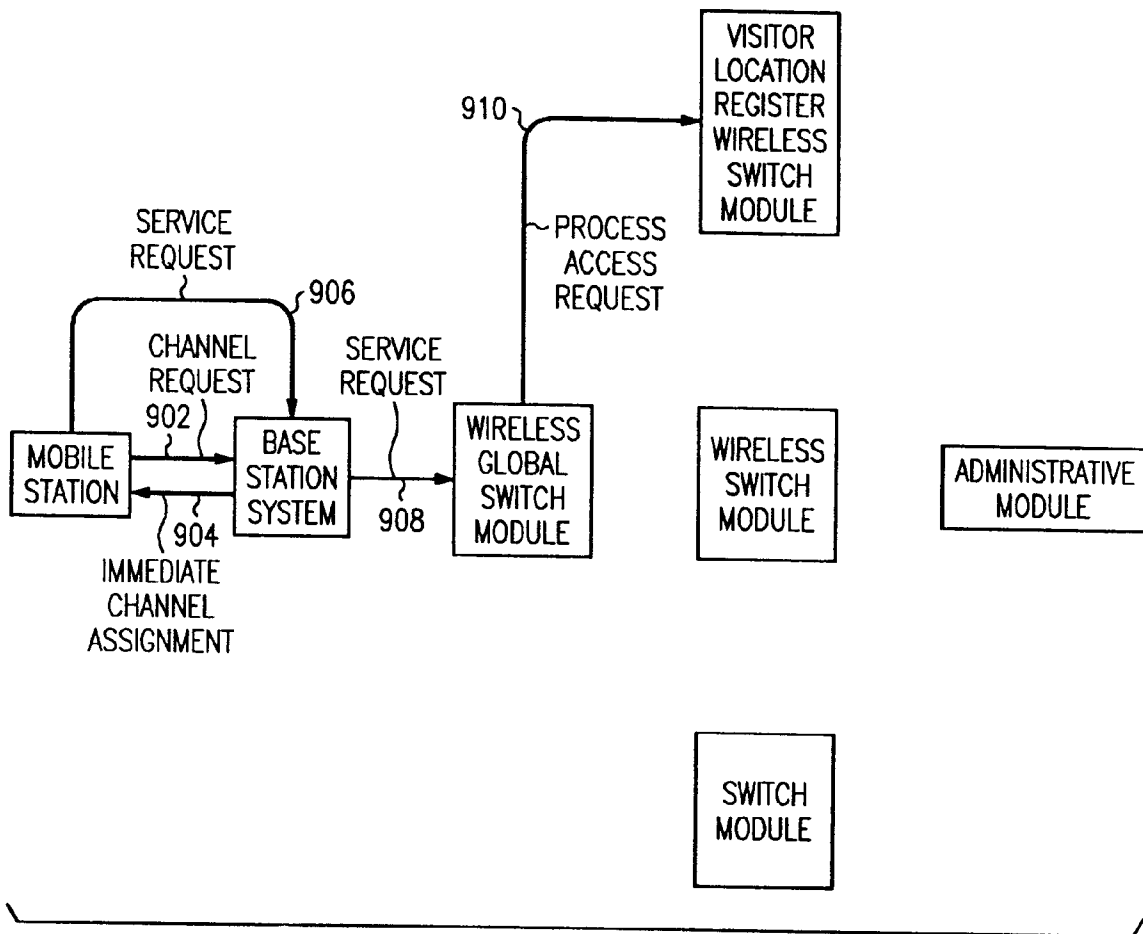 VISITOR
LOCATION
REGISTER
WIRELESS
SWITCH
MODULE
910
PROCESS
ACCESS
REQUEST
SERVICE
REQUEST
906
CHANNEL
REQUEST
902
SERVICE
REQUEST
MOBILE
STATION
BASE
STATION
SYSTEM
904
IMMEDIATE
CHANNEL
ASSIGNMENT
908
WIRELESS
GLOBAL
SWITCH
MODULE
WIRELESS
SWITCH
MODULE
ADMINISTRATIVE
MODULE
SWITCH
MODULE